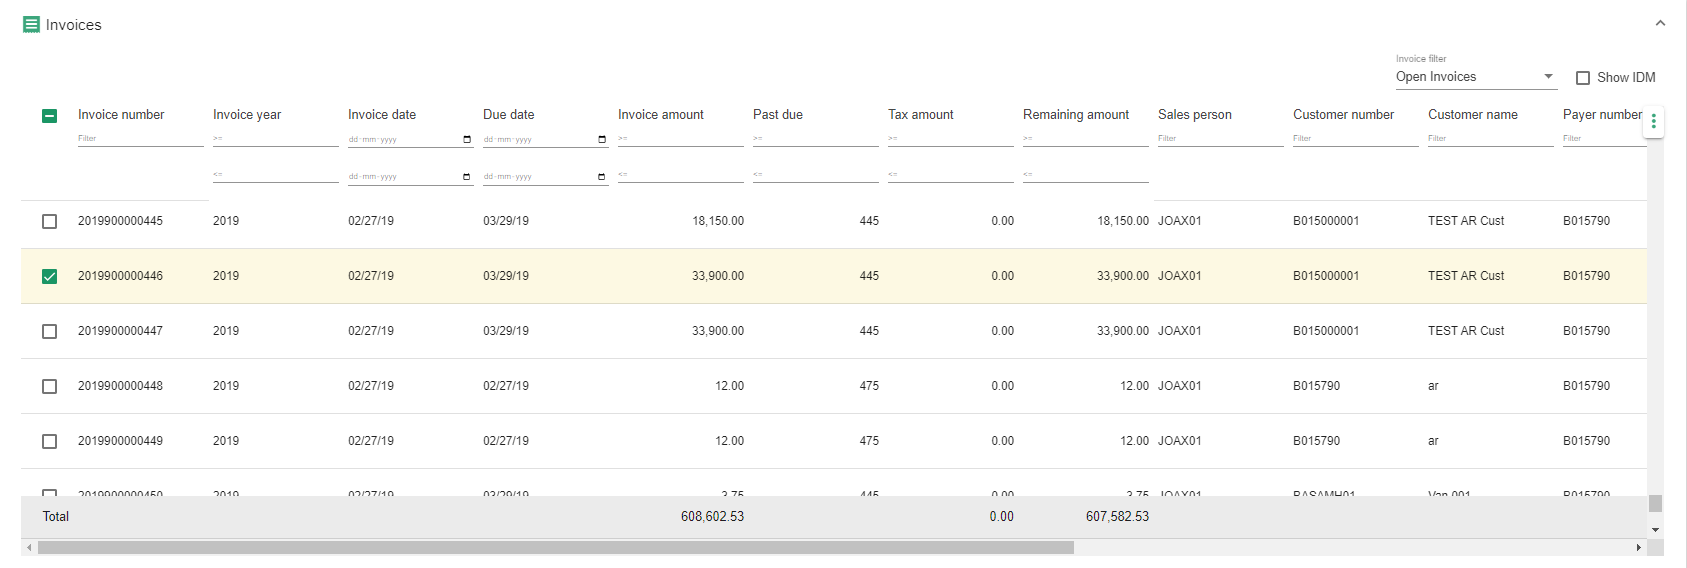 Invoices
Invoice filter
Open Invoices Show IDM
Invoice number Invoice year Invoice date Due date Invoice amount Past due Tax amount Remaining amount Sales person Customer number Customer name Payer number
Filter >= dd-mm-yyyy dd-mm-yyyy >= >= >= >= Filter Filter Filter Filter
<= dd-mm-yyyy dd-mm-yyyy <= <= <= <=
2019900000445 2019 02/27/19 03/29/19 18,150.00 445 0.00 18,150.00 JOAX01 B015000001 TEST AR Cust B015790
2019900000446 2019 02/27/19 03/29/19 33,900.00 445 0.00 33,900.00 JOAX01 B015000001 TEST AR Cust B015790
2019900000447 2019 02/27/19 03/29/19 33,900.00 445 0.00 33,900.00 JOAX01 B015000001 TEST AR Cust B015790
2019900000448 2019 02/27/19 02/27/19 12.00 475 0.00 12.00 JOAX01 B015790 ar B015790
2019900000449 2019 02/27/19 02/27/19 12.00 475 0.00 12.00 JOAX01 B015790 ar B015790
2019900000450 2019 02/27/19 03/29/19 3.75 445 0.00 3.75 JOAX01 BASAMH01 Van 001 B015790
Total 608,602.53 0.00 607,582.53